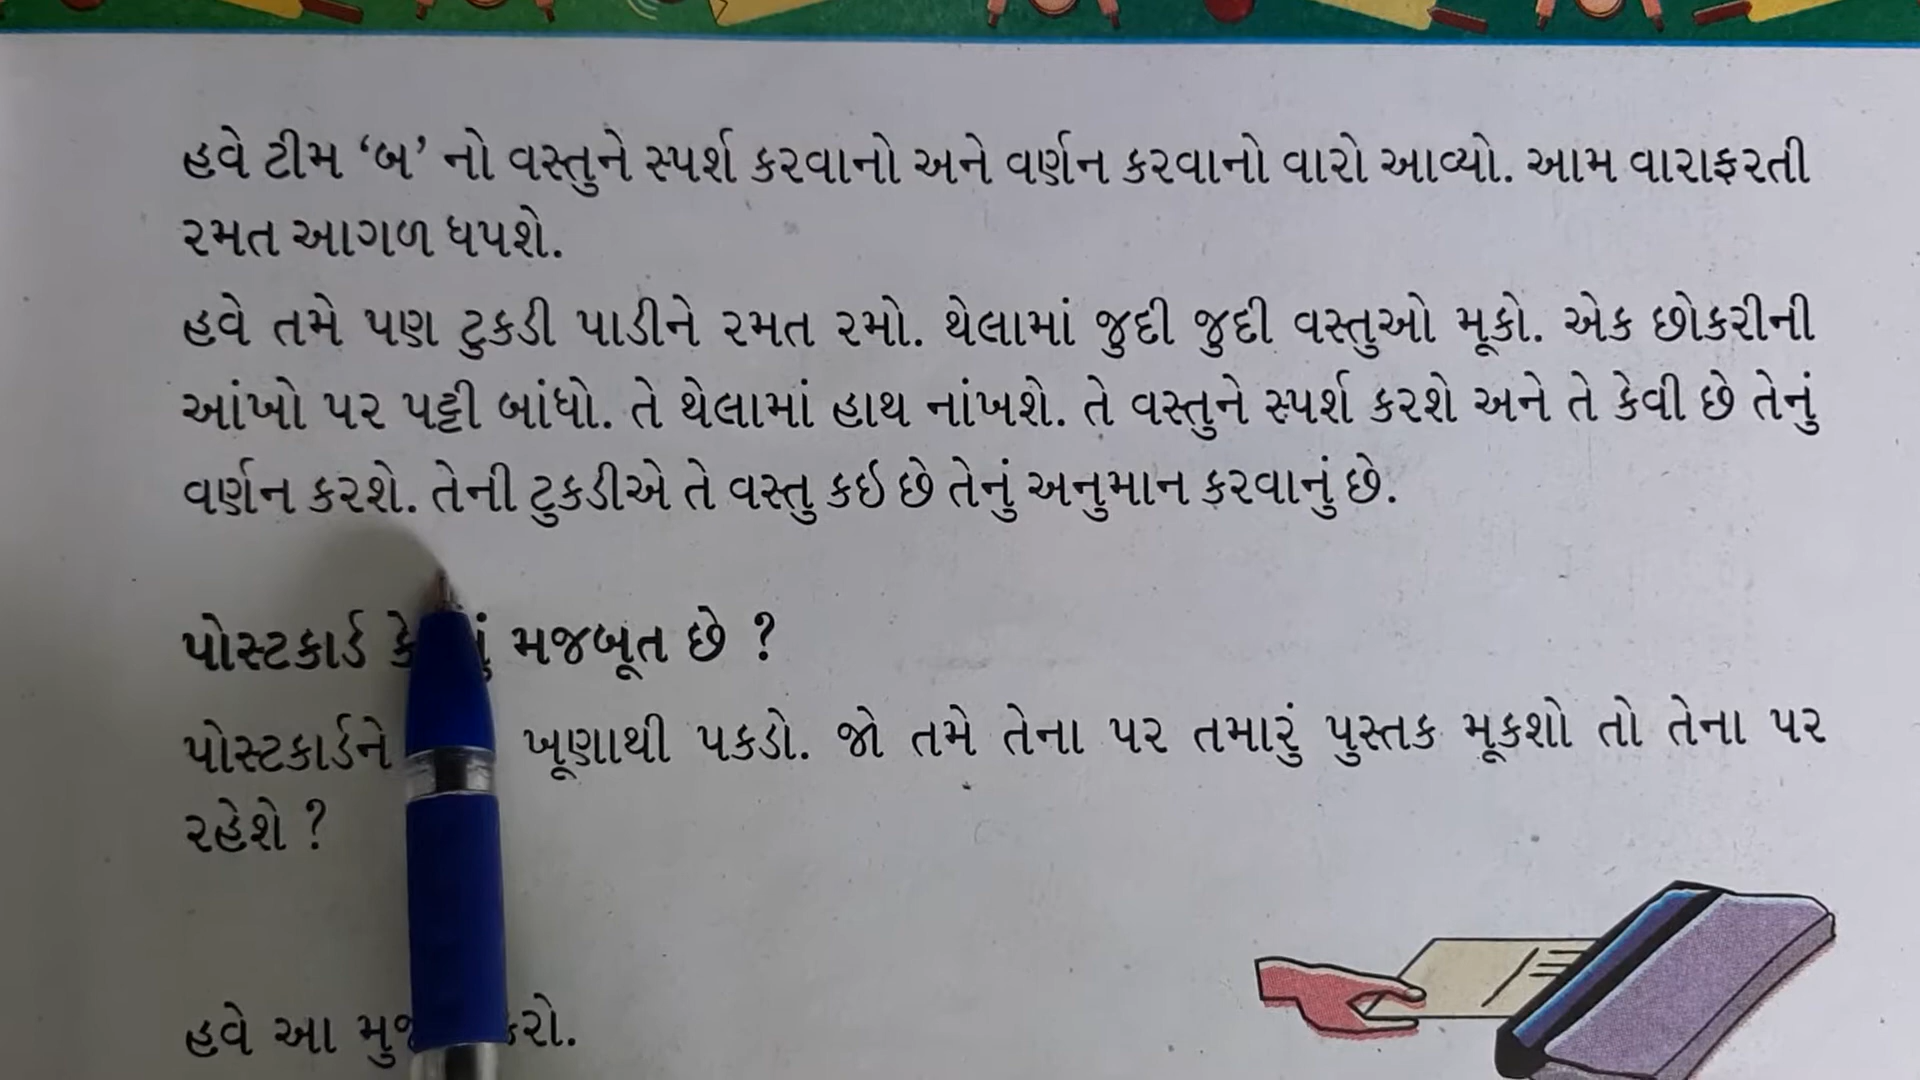 હવે ટીમ ‘બ’ નો વસ્તુને સ્પર્શ કરવાનો અને વર્ણન કરવાનો વારો આવ્યો. આમ વારાફરતી
રમત આગળ ધપશે.
હવે તમે પણ ટુકડી પાડીને રમત રમો. થેલામાં જુદી જુદી વસ્તુઓ મૂકો. એક છોકરીની
આંખો પર પટ્ટી બાંધો. તે થેલામાં હાથ નાંખશે. તે વસ્તુને સ્પર્શ કરશે અને તે કેવી છે તેનું
વર્ણન કરશે. તેની ટુકડીએ તે વસ્તુ કઇ છે તેનું અનુમાન કરવાનું છે.
પોસ્ટકાર્ડ મજબૂત છે ?
પોસ્ટકાર્ડને ખૂણાથી પકડો. જો તમે તેના પર તમારું પુસ્તક મૂકશો તો તેના પર
રહેશે ?
હવે આ